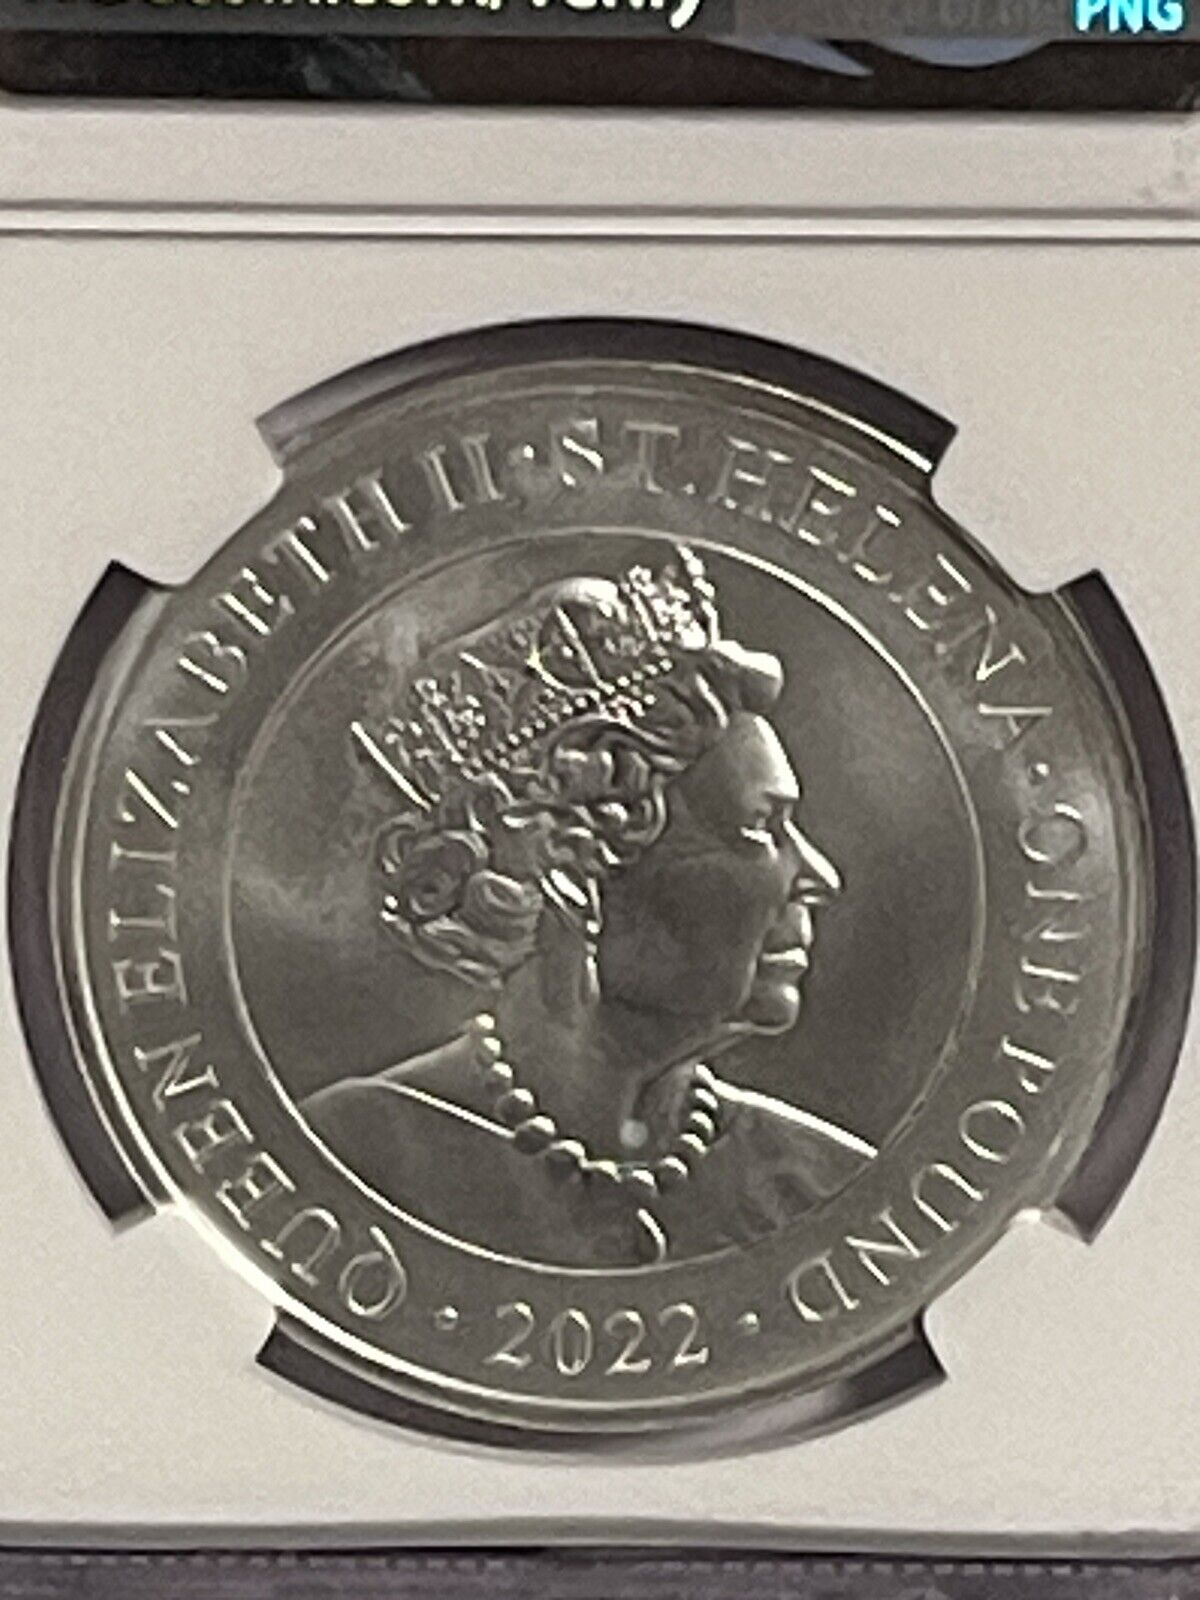 PNG
QUEEN ELIZABETH II · ST. HELENA · ONE POUND · 2022 ·